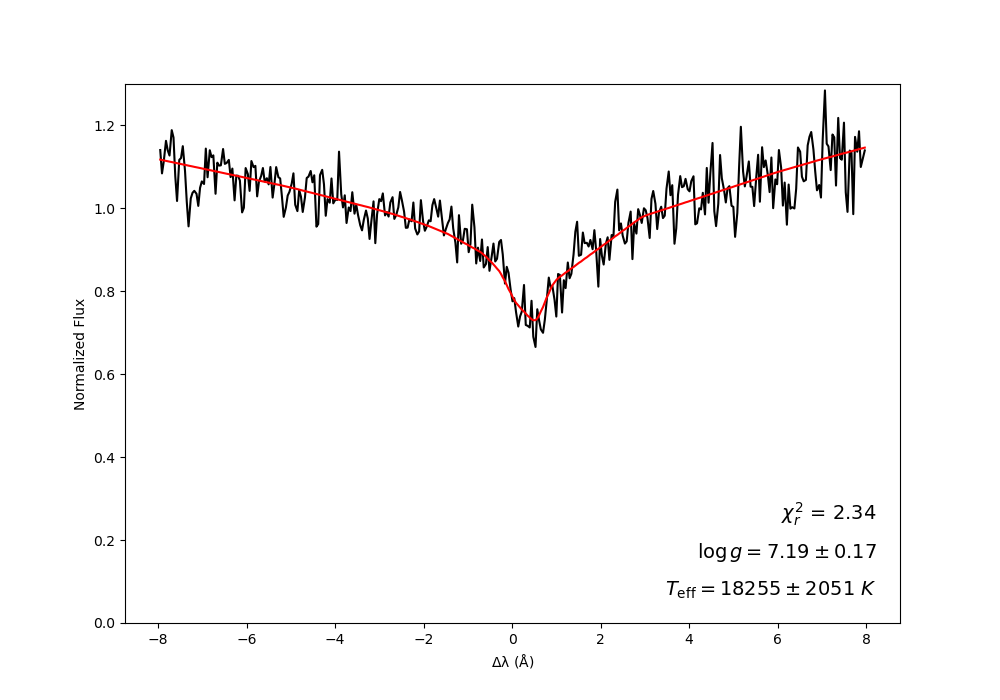 1.2
1.0
0.8
0.6
0.4
0.2
0.0
Normalized Flux
χ²ᵣ = 2.34
log g = 7.19 ± 0.17
T_eff = 18255 ± 2051 K
−8 −6 −4 −2 0 2 4 6 8
Δλ (Å)